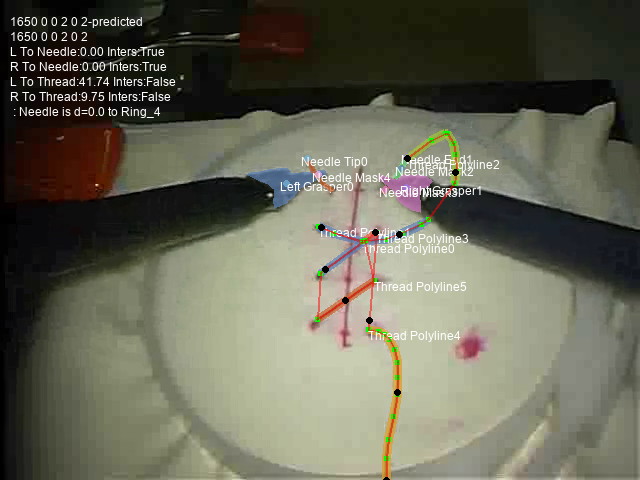 1650 0 0 2 0 2-predicted
1650 0 0 2 0 2
L To Needle:0.00 Inters:True
R To Needle:0.00 Inters:True
L To Thread:41.74 Inters:False
R To Thread:9.75 Inters:False
: Needle is d=0.0 to Ring_4
Needle Tip0
Needle End1
Thread Polyline2
Needle Mask4
Needle Mask2
Left Grasper0
Right Grasper1
Thread Polyline3
Thread Polyline0
Thread Polyline5
Thread Polyline4